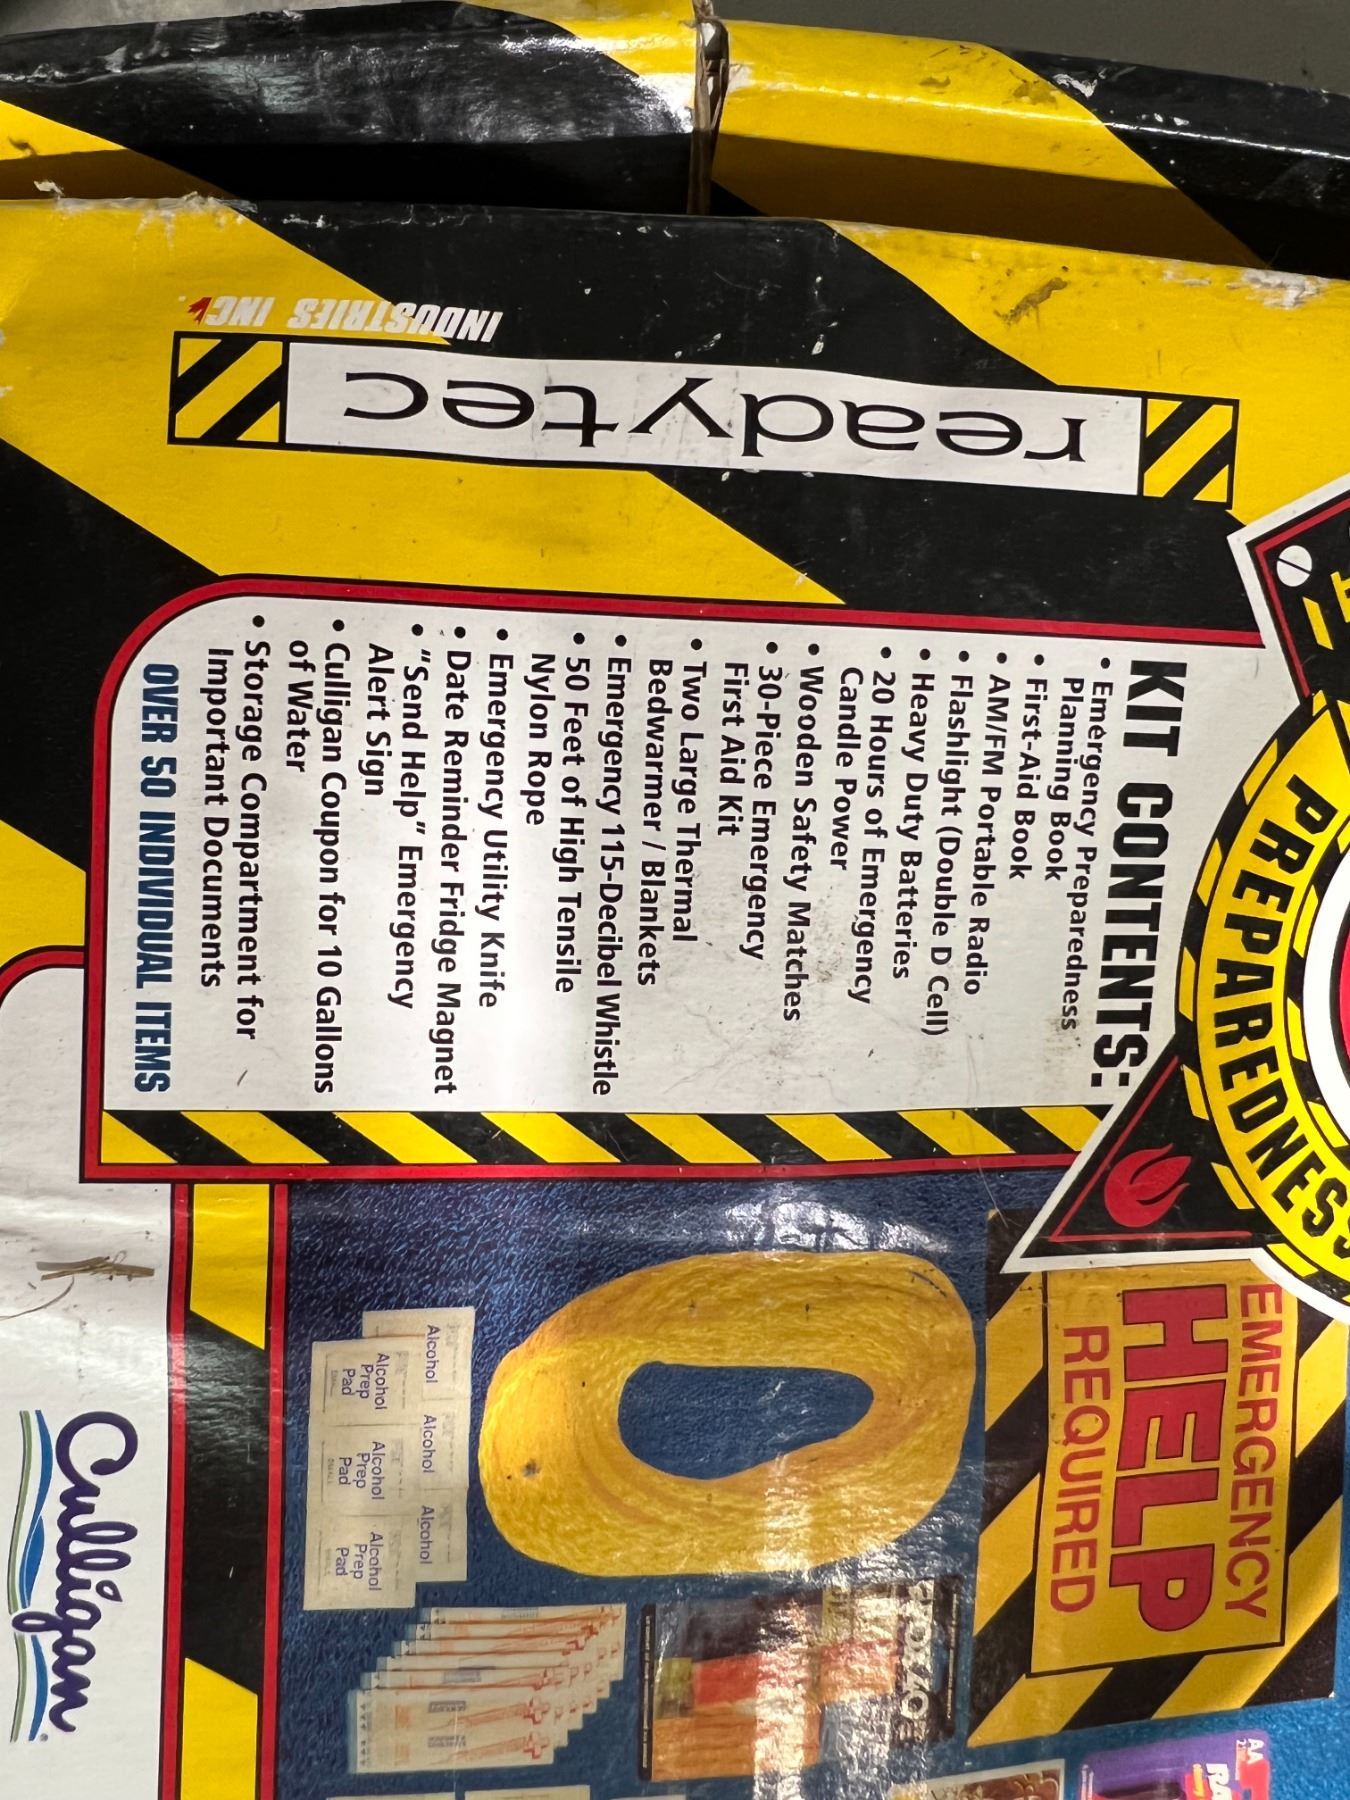 readytec
INDUSTRIES INC
PREPAREDNESS
KIT CONTENTS:
• Emergency Preparedness
Planning Book
• First-Aid Book
• AM/FM Portable Radio
• Flashlight (Double D Cell)
• Heavy Duty Batteries
• 20 Hours of Emergency
Candle Power
• Wooden Safety Matches
• 30-Piece Emergency
First Aid Kit
• Two Large Thermal
Bedwarmer / Blankets
• Emergency 115-Decibel Whistle
• 50 Feet of High Tensile
Nylon Rope
• Emergency Utility Knife
• Date Reminder Fridge Magnet
• "Send Help" Emergency
Alert Sign
• Culligan Coupon for 10 Gallons
of Water
• Storage Compartment for
Important Documents
OVER 50 INDIVIDUAL ITEMS
EMERGENCY
HELP
REQUIRED
AA
Alcohol
Alcohol
Alcohol
Alcohol
Prep
Pad
Alcohol
Prep
Pad
Alcohol
Prep
Pad
Culligan